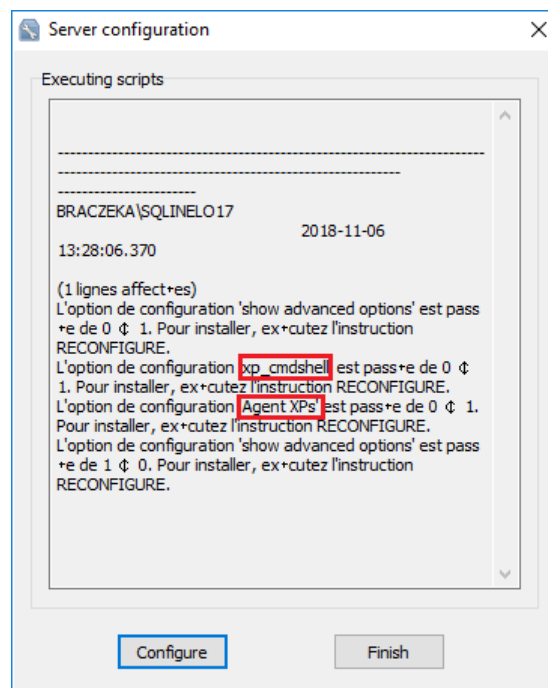 Server configuration
Executing scripts
-----------------------------------------------------------------------
---------------------------------------------------------
-----------------------
BRACZEKA\SQLINELO17
2018-11-06
13:28:06.370
(1 lignes affect+es)
L'option de configuration 'show advanced options' est pass
+e de 0 ¢ 1. Pour installer, ex+cutez l'instruction
RECONFIGURE.
L'option de configuration 'xp_cmdshell' est pass+e de 0 ¢
1. Pour installer, ex+cutez l'instruction RECONFIGURE.
L'option de configuration 'Agent XPs' est pass+e de 0 ¢ 1.
Pour installer, ex+cutez l'instruction RECONFIGURE.
L'option de configuration 'show advanced options' est pass
+e de 1 ¢ 0. Pour installer, ex+cutez l'instruction
RECONFIGURE.
Configure
Finish